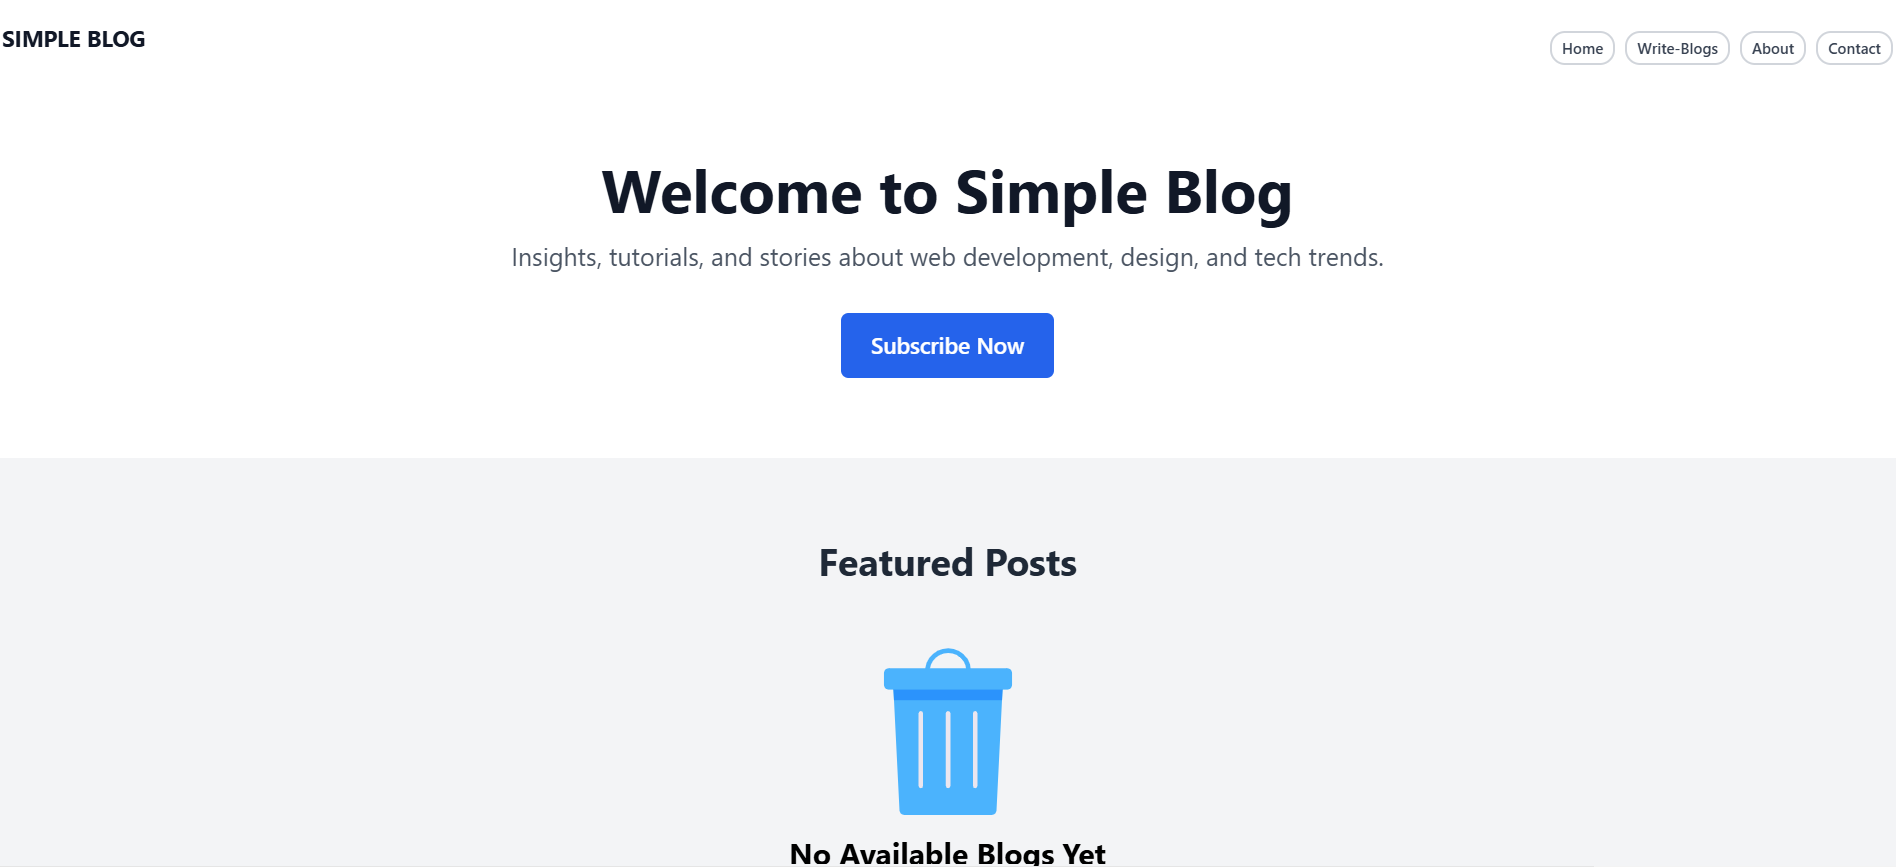 SIMPLE BLOG
Home
Write-Blogs
About
Contact
Welcome to Simple Blog
Insights, tutorials, and stories about web development, design, and tech trends.
Subscribe Now
Featured Posts
No Available Blogs Yet